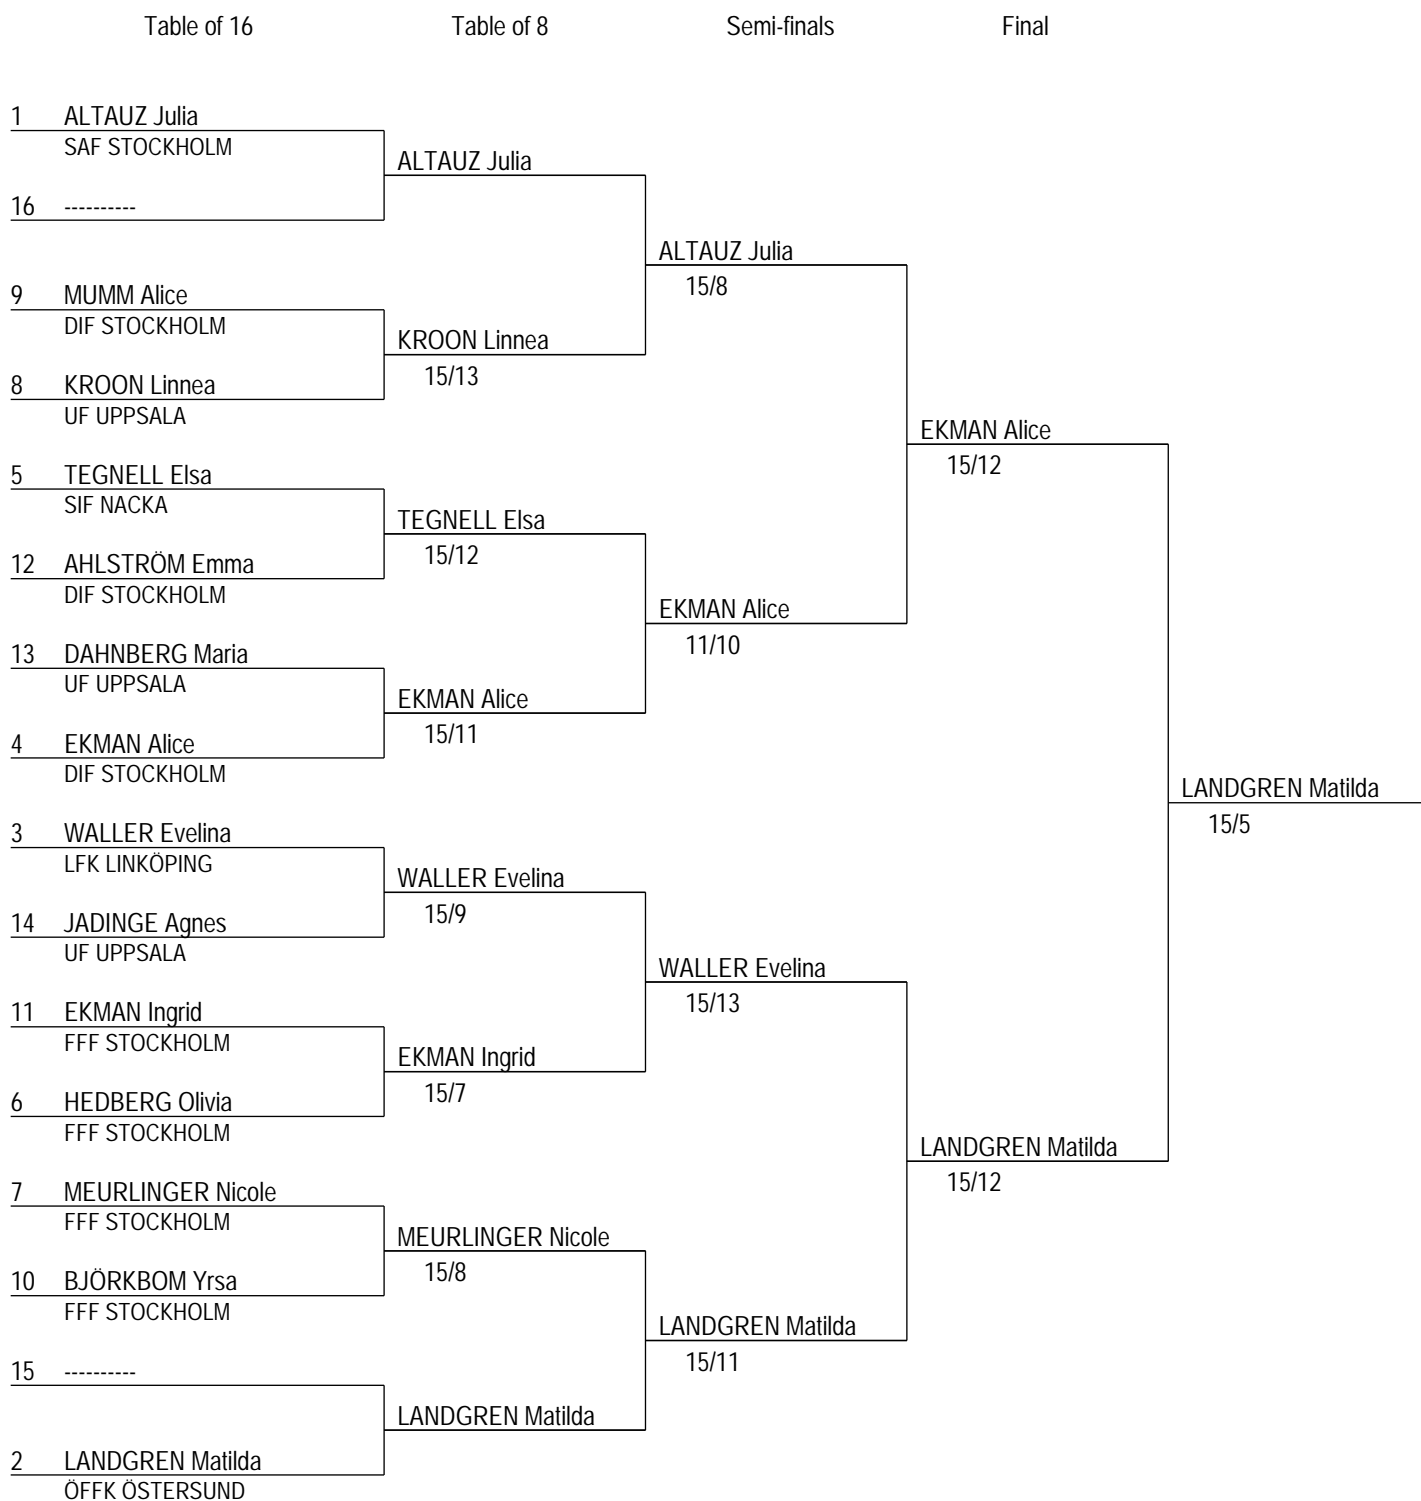 Table of 16 Table of 8 Semi-finals Final
1 ALTAUZ Julia
SAF STOCKHOLM
ALTAUZ Julia
16 ----------
ALTAUZ Julia
15/8
9 MUMM Alice
DIF STOCKHOLM
KROON Linnea
15/13
8 KROON Linnea
UF UPPSALA
EKMAN Alice
15/12
5 TEGNELL Elsa
SIF NACKA
TEGNELL Elsa
15/12
12 AHLSTRÖM Emma
DIF STOCKHOLM
EKMAN Alice
11/10
13 DAHNBERG Maria
UF UPPSALA
EKMAN Alice
15/11
4 EKMAN Alice
DIF STOCKHOLM
LANDGREN Matilda
15/5
3 WALLER Evelina
LFK LINKÖPING
WALLER Evelina
15/9
14 JADINGE Agnes
UF UPPSALA
WALLER Evelina
15/13
11 EKMAN Ingrid
FFF STOCKHOLM
EKMAN Ingrid
15/7
6 HEDBERG Olivia
FFF STOCKHOLM
LANDGREN Matilda
15/12
7 MEURLINGER Nicole
FFF STOCKHOLM
MEURLINGER Nicole
15/8
10 BJÖRKBOM Yrsa
FFF STOCKHOLM
LANDGREN Matilda
15/11
15 ----------
LANDGREN Matilda
2 LANDGREN Matilda
ÖFFK ÖSTERSUND